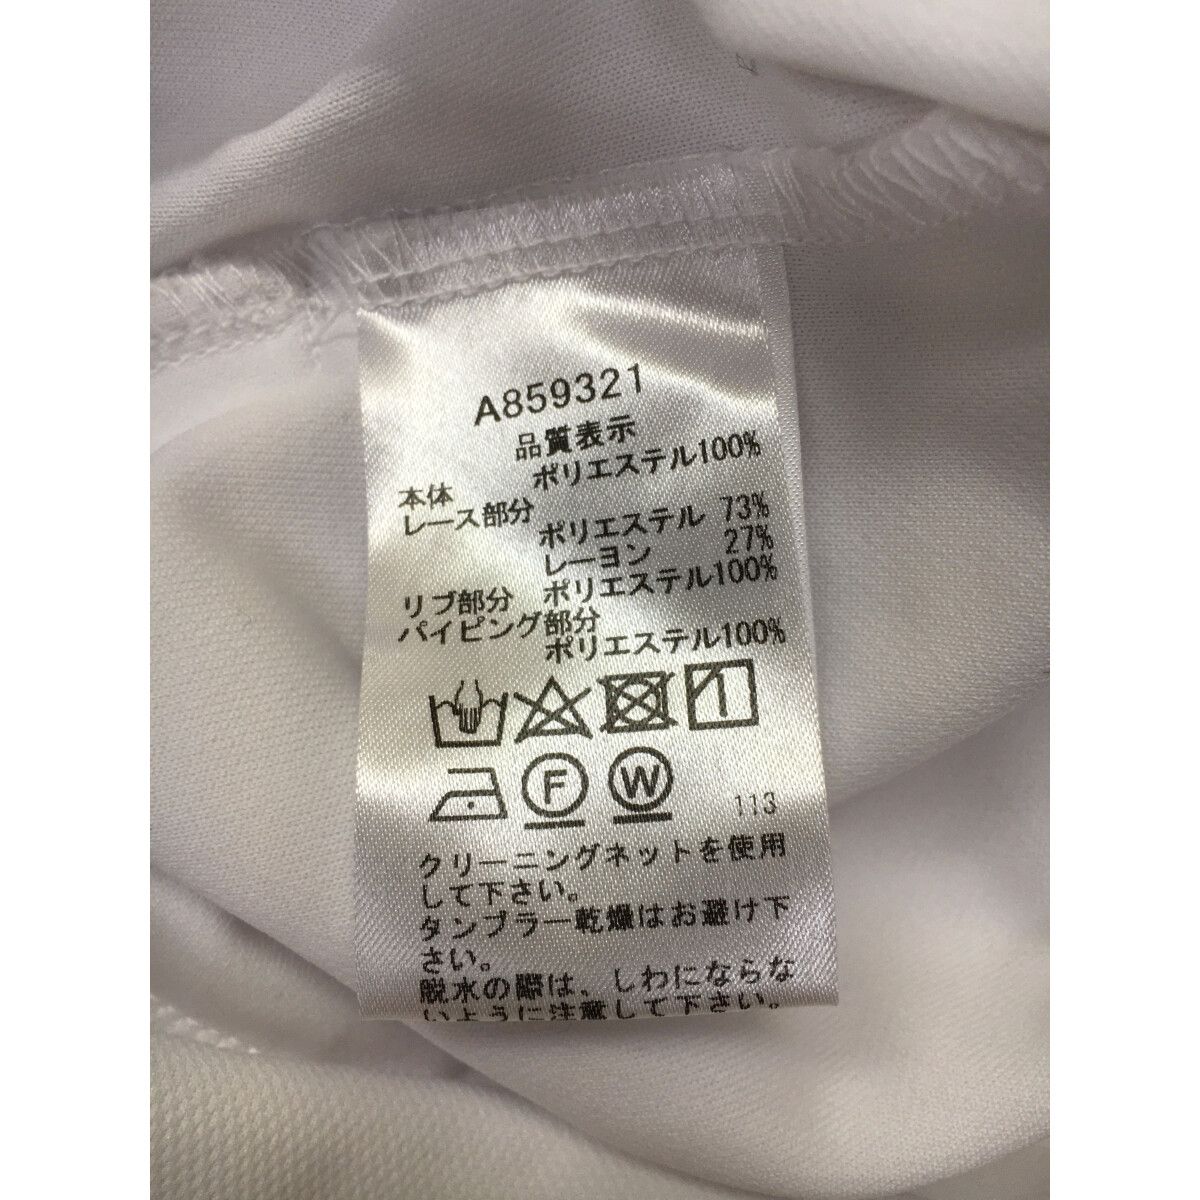 A859321
品質表示
本体 ポリエステル100%
レース部分
ポリエステル 73%
レーヨン 27%
リブ部分 ポリエステル100%
パイピング部分
ポリエステル100%
F W 113
クリーニングネットを使用
して下さい。
タンブラー乾燥はお避け下
さい。
脱水の際は、しわにならな
いように注意して下さい。